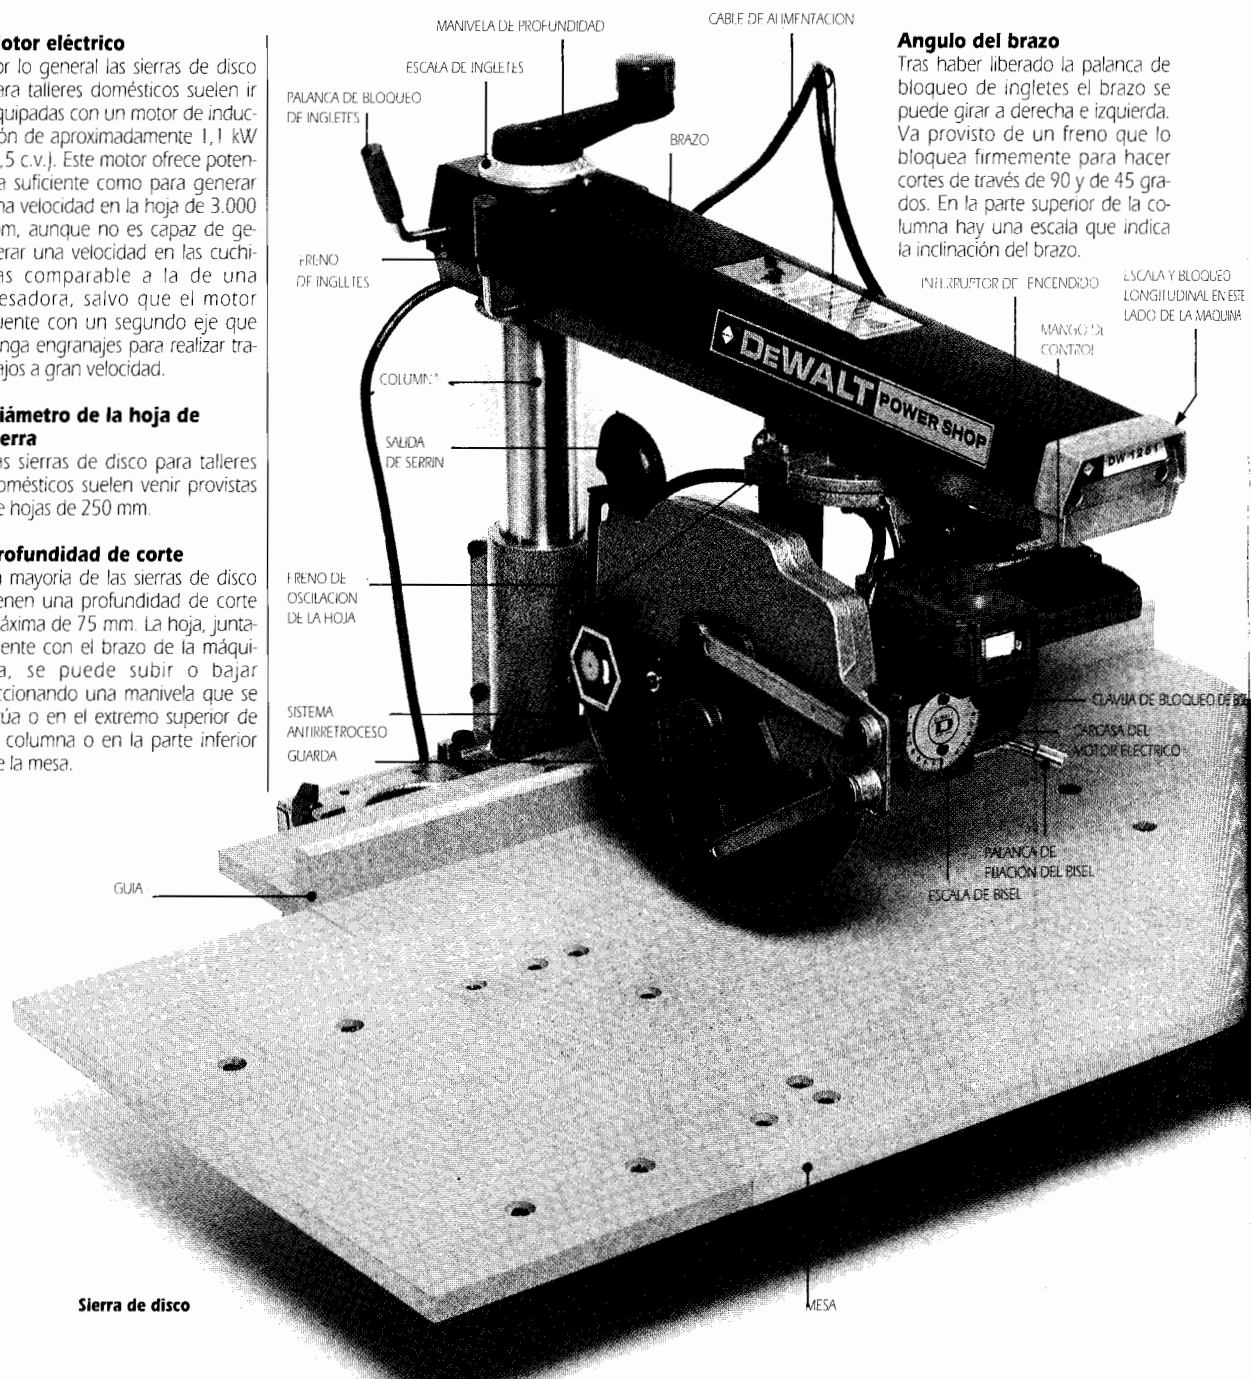 otor eléctrico
or lo general las sierras de disco
ara talleres domésticos suelen ir
quipadas con un motor de induc-
ón de aproximadamente 1,1 kW
,5 c.v.). Este motor ofrece poten-
a suficiente como para generar
na velocidad en la hoja de 3.000
om, aunque no es capaz de ge-
erar una velocidad en las cuchi-
as comparable a la de una
esadora, salvo que el motor
uente con un segundo eje que
nga engranajes para realizar tra-
ajos a gran velocidad.
iámetro de la hoja de
erra
as sierras de disco para talleres
omésticos suelen venir provistas
e hojas de 250 mm.
rofundidad de corte
a mayoría de las sierras de disco
enen una profundidad de corte
áxima de 75 mm. La hoja, junta-
ente con el brazo de la máqui-
a, se puede subir o bajar
ccionando una manivela que se
túa o en el extremo superior de
columna o en la parte inferior
e la mesa.
MANIVELA DE PROFUNDIDAD
CABLE DE ALIMENTACION
ESCALA DE INGLETES
PALANCA DE BLOQUEO
DE INGLETES
BRAZO
FRENO
DE INGLETES
COLUMNA
SALIDA
DE SERRIN
FRENO DE
OSCILACION
DE LA HOJA
SISTEMA
ANTIRRETROCESO
GUARDA
GUIA
Angulo del brazo
Tras haber liberado la palanca de
bloqueo de ingletes el brazo se
puede girar a derecha e izquierda.
Va provisto de un freno que lo
bloquea firmemente para hacer
cortes de través de 90 y de 45 gra-
dos. En la parte superior de la co-
lumna hay una escala que indica
la inclinación del brazo.
INTERRUPTOR DE ENCENDIDO
ESCALA Y BLOQUEO
LONGITUDINAL EN ESTE
LADO DE LA MAQUINA
MANGO DE
CONTROL
DEWALT POWER SHOP
DW 1251
CLAVIJA DE BLOQUEO DE
CARCASA DEL
MOTOR ELECTRICO
PALANCA DE
FIJACION DEL BISEL
ESCALA DE BISEL
MESA
Sierra de disco